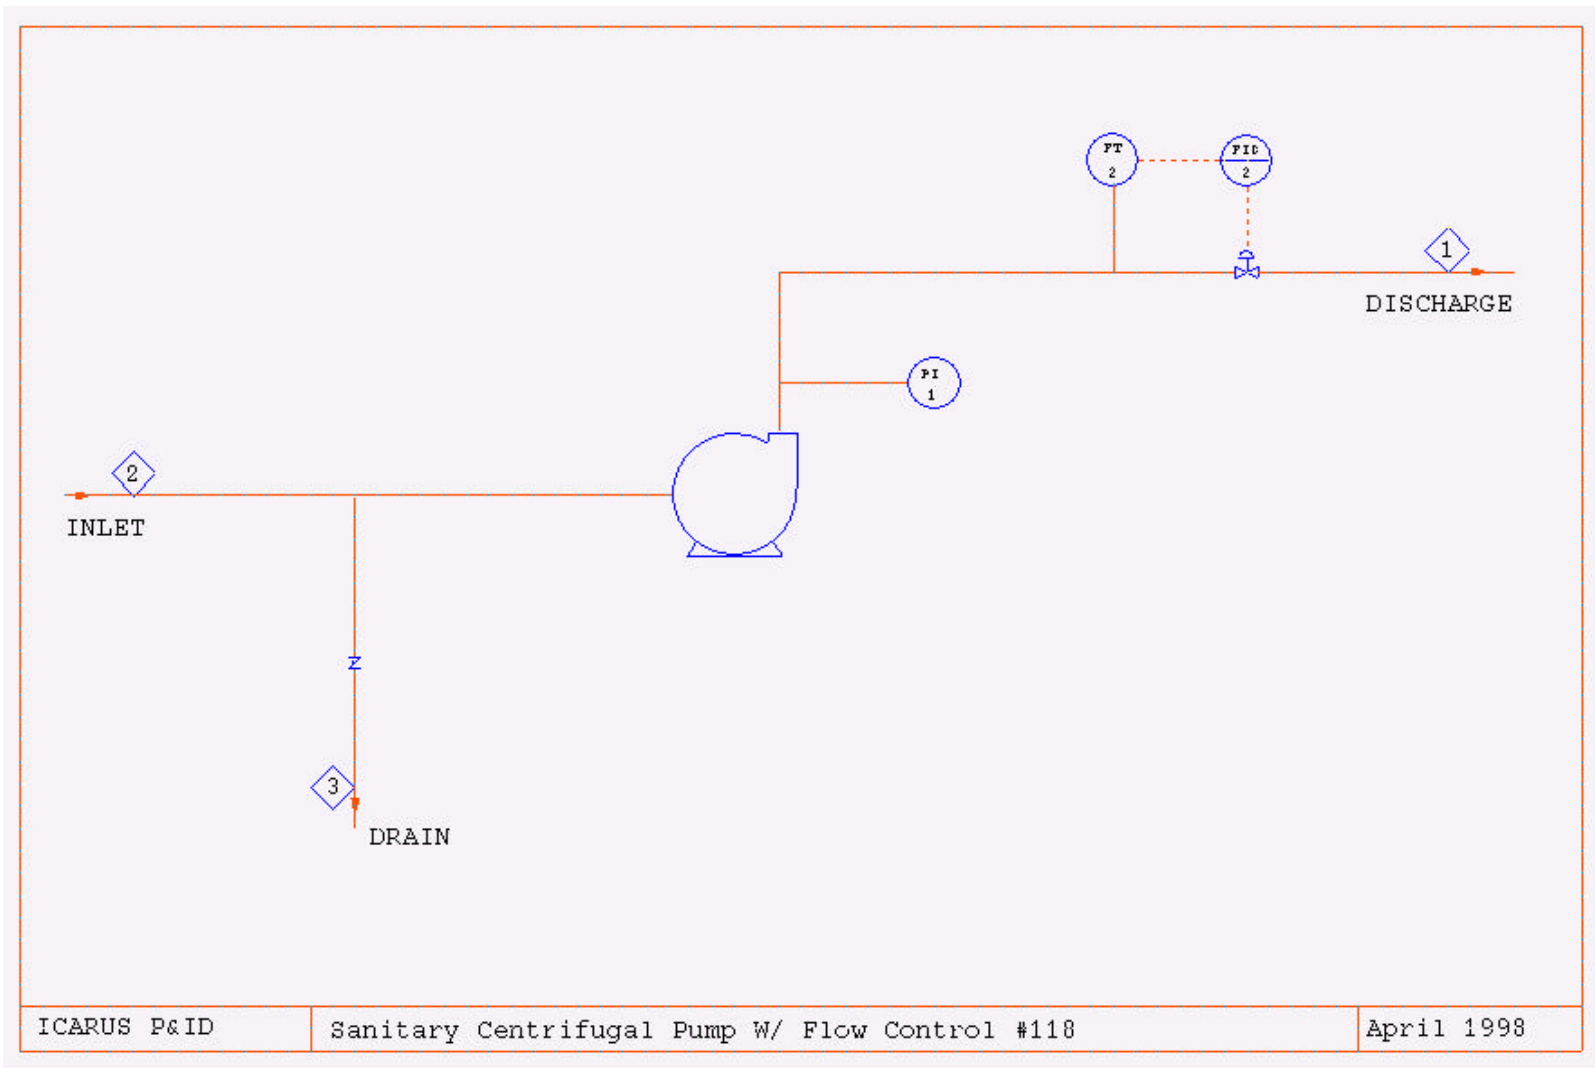 FT
2
FIC
2
1
DISCHARGE
PI
1
2
INLET
3
DRAIN
ICARUS P&ID
Sanitary Centrifugal Pump W/ Flow Control #118
April 1998